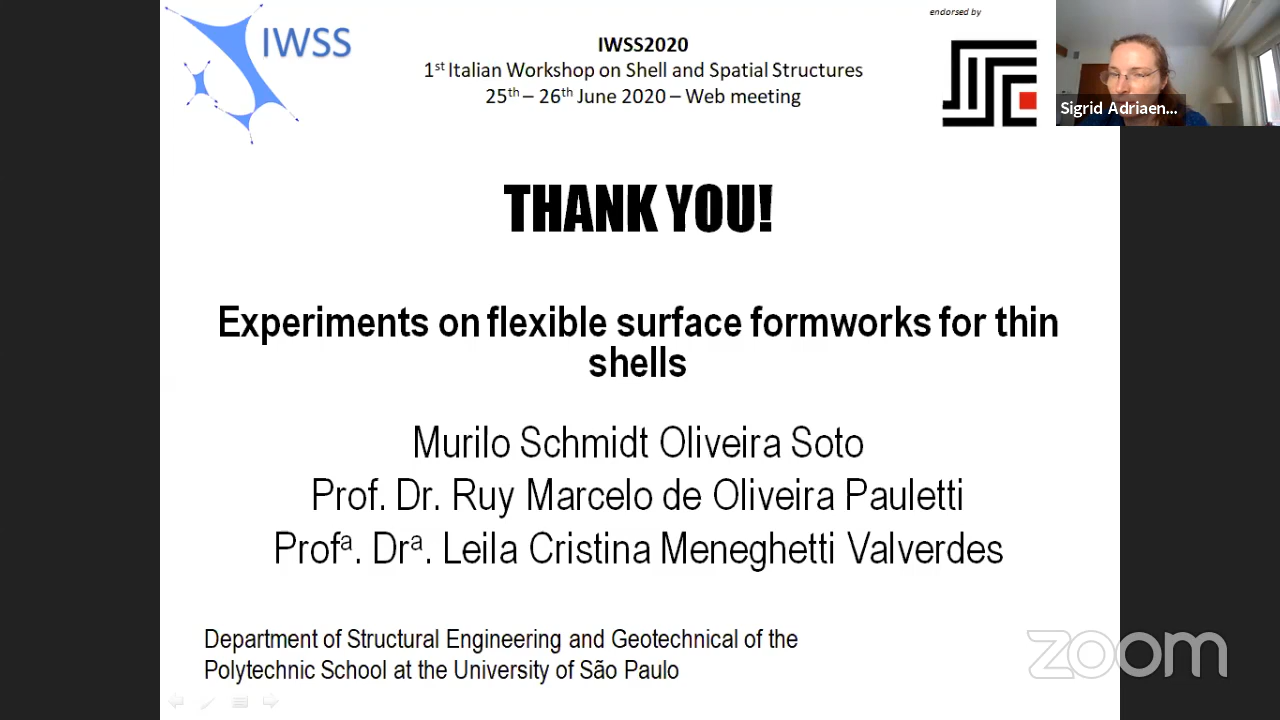 IWSS
IWSS2020
1st Italian Workshop on Shell and Spatial Structures
25th – 26th June 2020 – Web meeting
endorsed by
Sigrid Adriaen...
THANK YOU!
Experiments on flexible surface formworks for thin
shells
Murilo Schmidt Oliveira Soto
Prof. Dr. Ruy Marcelo de Oliveira Pauletti
Profª. Drª. Leila Cristina Meneghetti Valverdes
Department of Structural Engineering and Geotechnical of the
Polytechnic School at the University of São Paulo
zoom